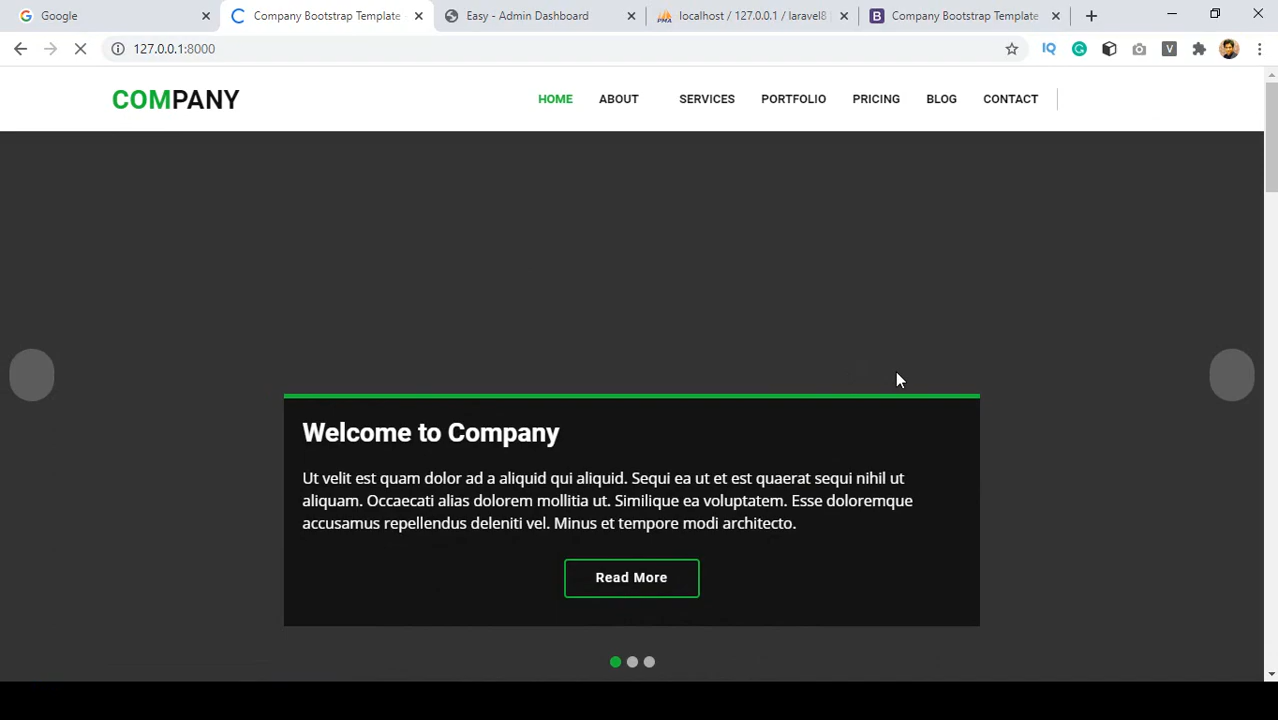 Google
Company Bootstrap Template
Easy - Admin Dashboard
localhost / 127.0.0.1 / laravel8
Company Bootstrap Template
127.0.0.1:8000
IQ
COMPANY
HOME
ABOUT
SERVICES
PORTFOLIO
PRICING
BLOG
CONTACT
Welcome to Company
Ut velit est quam dolor ad a aliquid qui aliquid. Sequi ea ut et est quaerat sequi nihil ut
aliquam. Occaecati alias dolorem mollitia ut. Similique ea voluptatem. Esse doloremque
accusamus repellendus deleniti vel. Minus et tempore modi architecto.
Read More